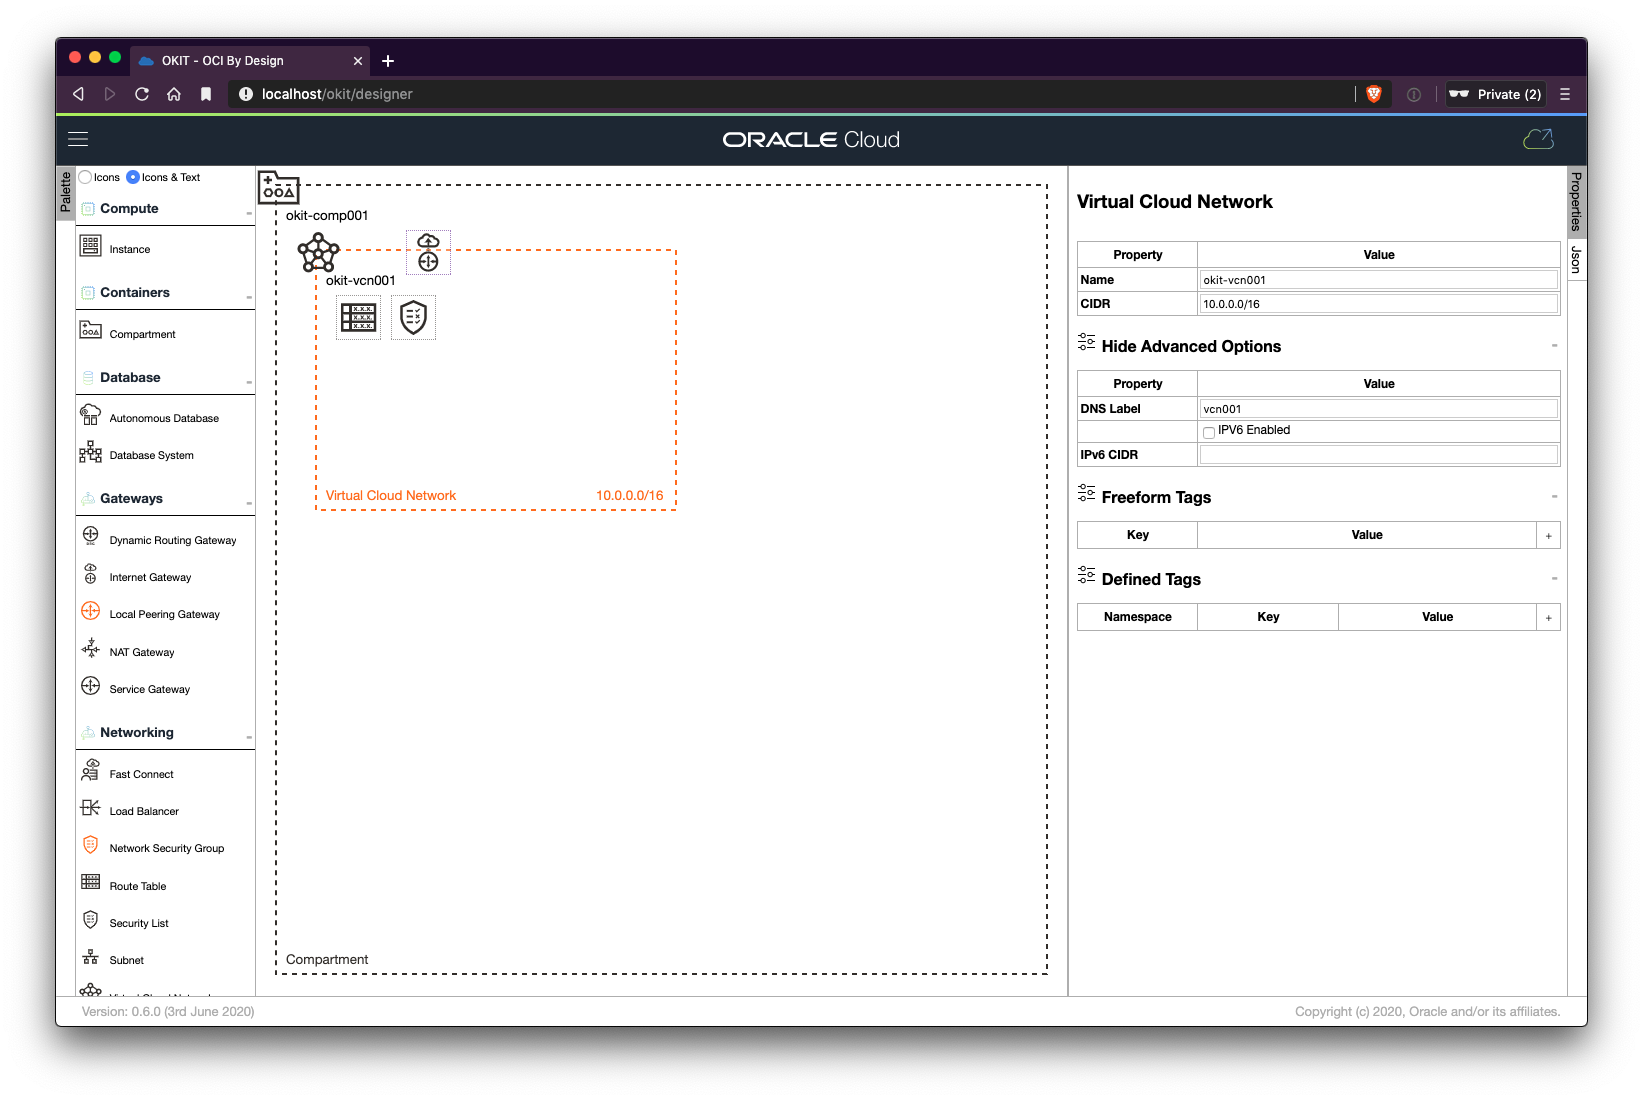 OKIT - OCI By Design
localhost/okit/designer
Private (2)
ORACLE Cloud
Palette
Icons
Icons & Text
Compute
Instance
Containers
Compartment
Database
Autonomous Database
Database System
Gateways
Dynamic Routing Gateway
Internet Gateway
Local Peering Gateway
NAT Gateway
Service Gateway
Networking
Fast Connect
Load Balancer
Network Security Group
Route Table
Security List
Subnet
okit-comp001
okit-vcn001
Virtual Cloud Network 10.0.0.0/16
Compartment
Virtual Cloud Network
Property Value
Name okit-vcn001
CIDR 10.0.0.0/16
Hide Advanced Options
Property Value
DNS Label vcn001
IPV6 Enabled
IPv6 CIDR
Freeform Tags
Key Value +
Defined Tags
Namespace Key Value +
Properties
Json
Version: 0.6.0 (3rd June 2020)
Copyright (c) 2020, Oracle and/or its affiliates.